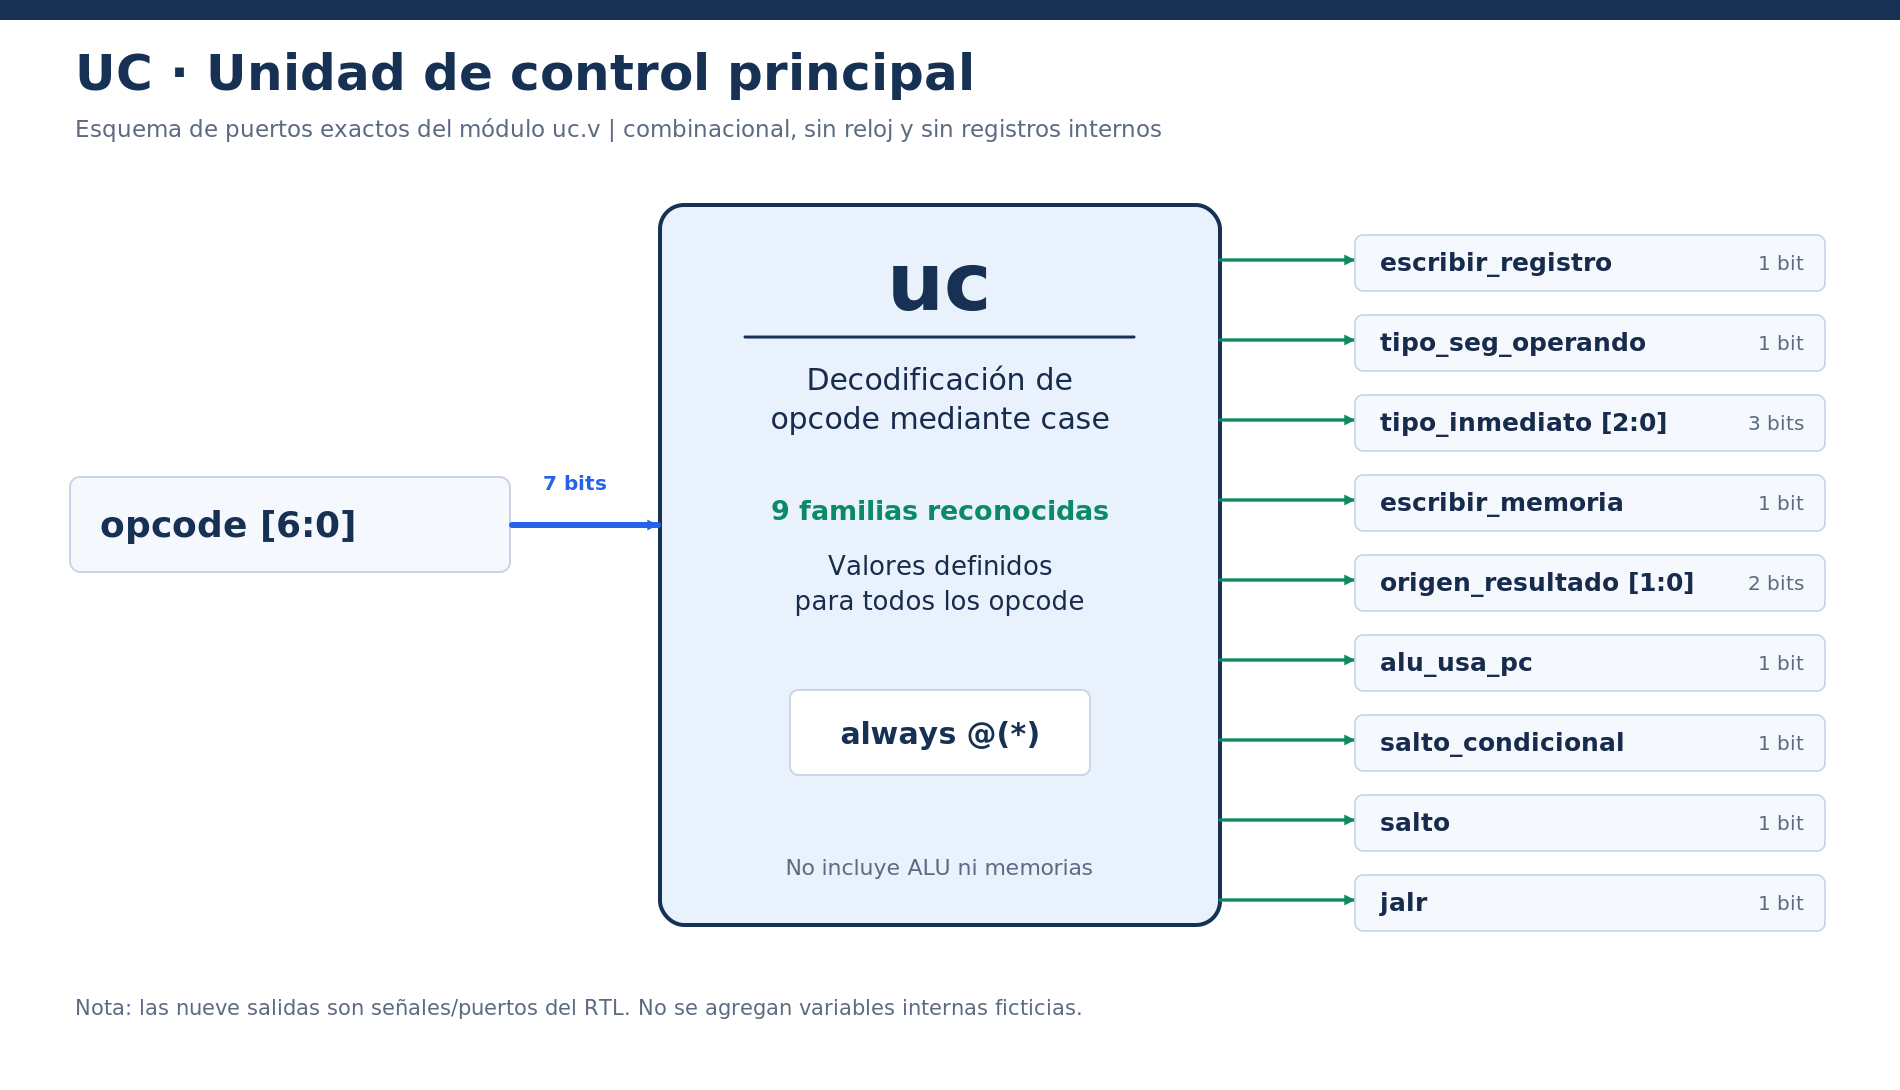 UC · Unidad de control principal
Esquema de puertos exactos del módulo uc.v | combinacional, sin reloj y sin registros internos
opcode [6:0]
7 bits
uc
Decodificación de
opcode mediante case
9 familias reconocidas
Valores definidos
para todos los opcode
always @(*)
No incluye ALU ni memorias
escribir_registro 1 bit
tipo_seg_operando 1 bit
tipo_inmediato [2:0] 3 bits
escribir_memoria 1 bit
origen_resultado [1:0] 2 bits
alu_usa_pc 1 bit
salto_condicional 1 bit
salto 1 bit
jalr 1 bit
Nota: las nueve salidas son señales/puertos del RTL. No se agregan variables internas ficticias.